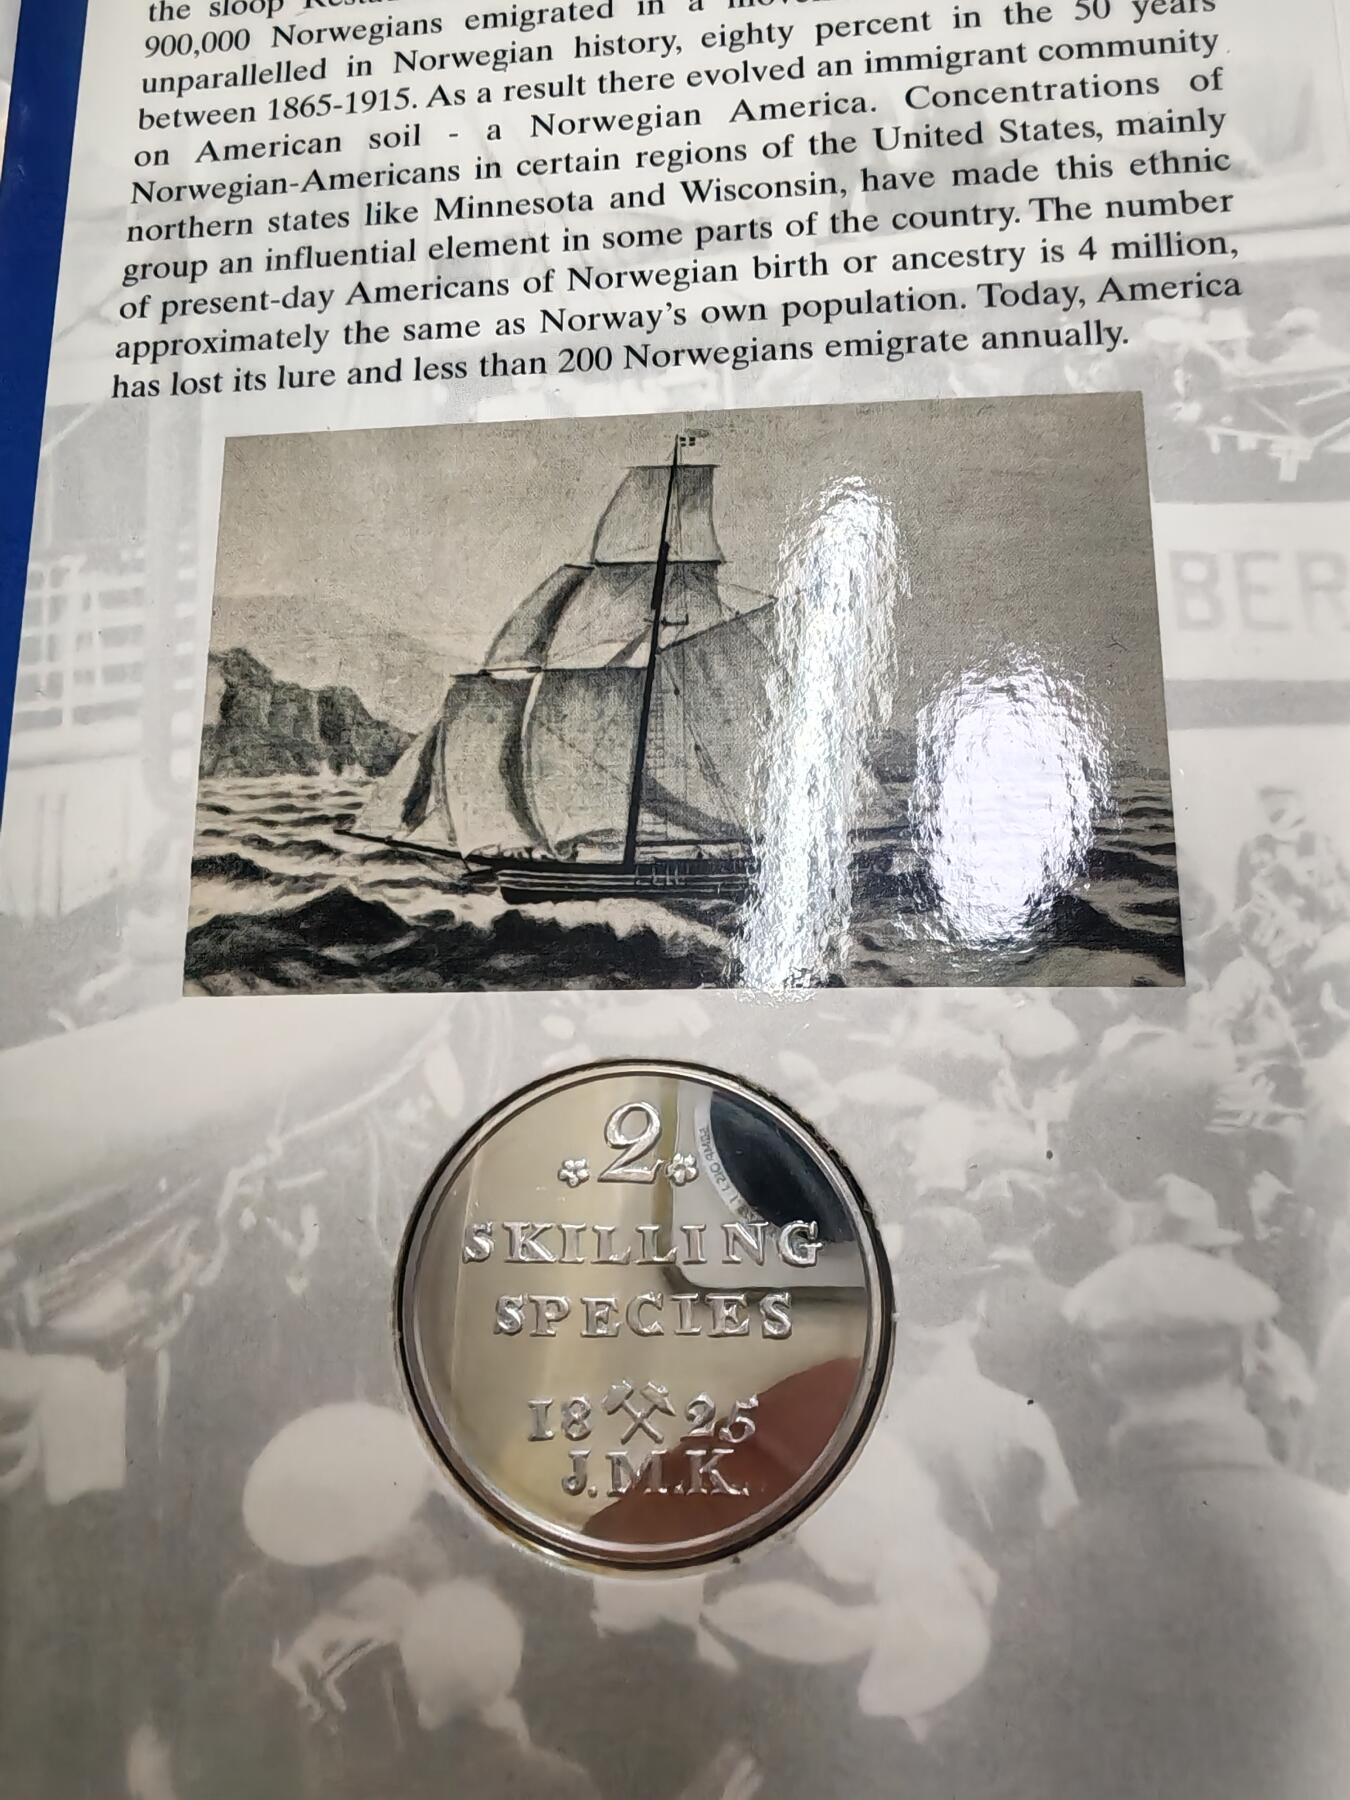 the sloop
900,000 Norwegians emigrated in a
unparallelled in Norwegian history, eighty percent in the 50 years
between 1865-1915. As a result there evolved an immigrant community
on American soil - a Norwegian America. Concentrations of
Norwegian-Americans in certain regions of the United States, mainly
northern states like Minnesota and Wisconsin, have made this ethnic
group an influential element in some parts of the country. The number
of present-day Americans of Norwegian birth or ancestry is 4 million,
approximately the same as Norway's own population. Today, America
has lost its lure and less than 200 Norwegians emigrate annually.
BER
2
SKILLING
SPECIES
18 25
J.M.K.